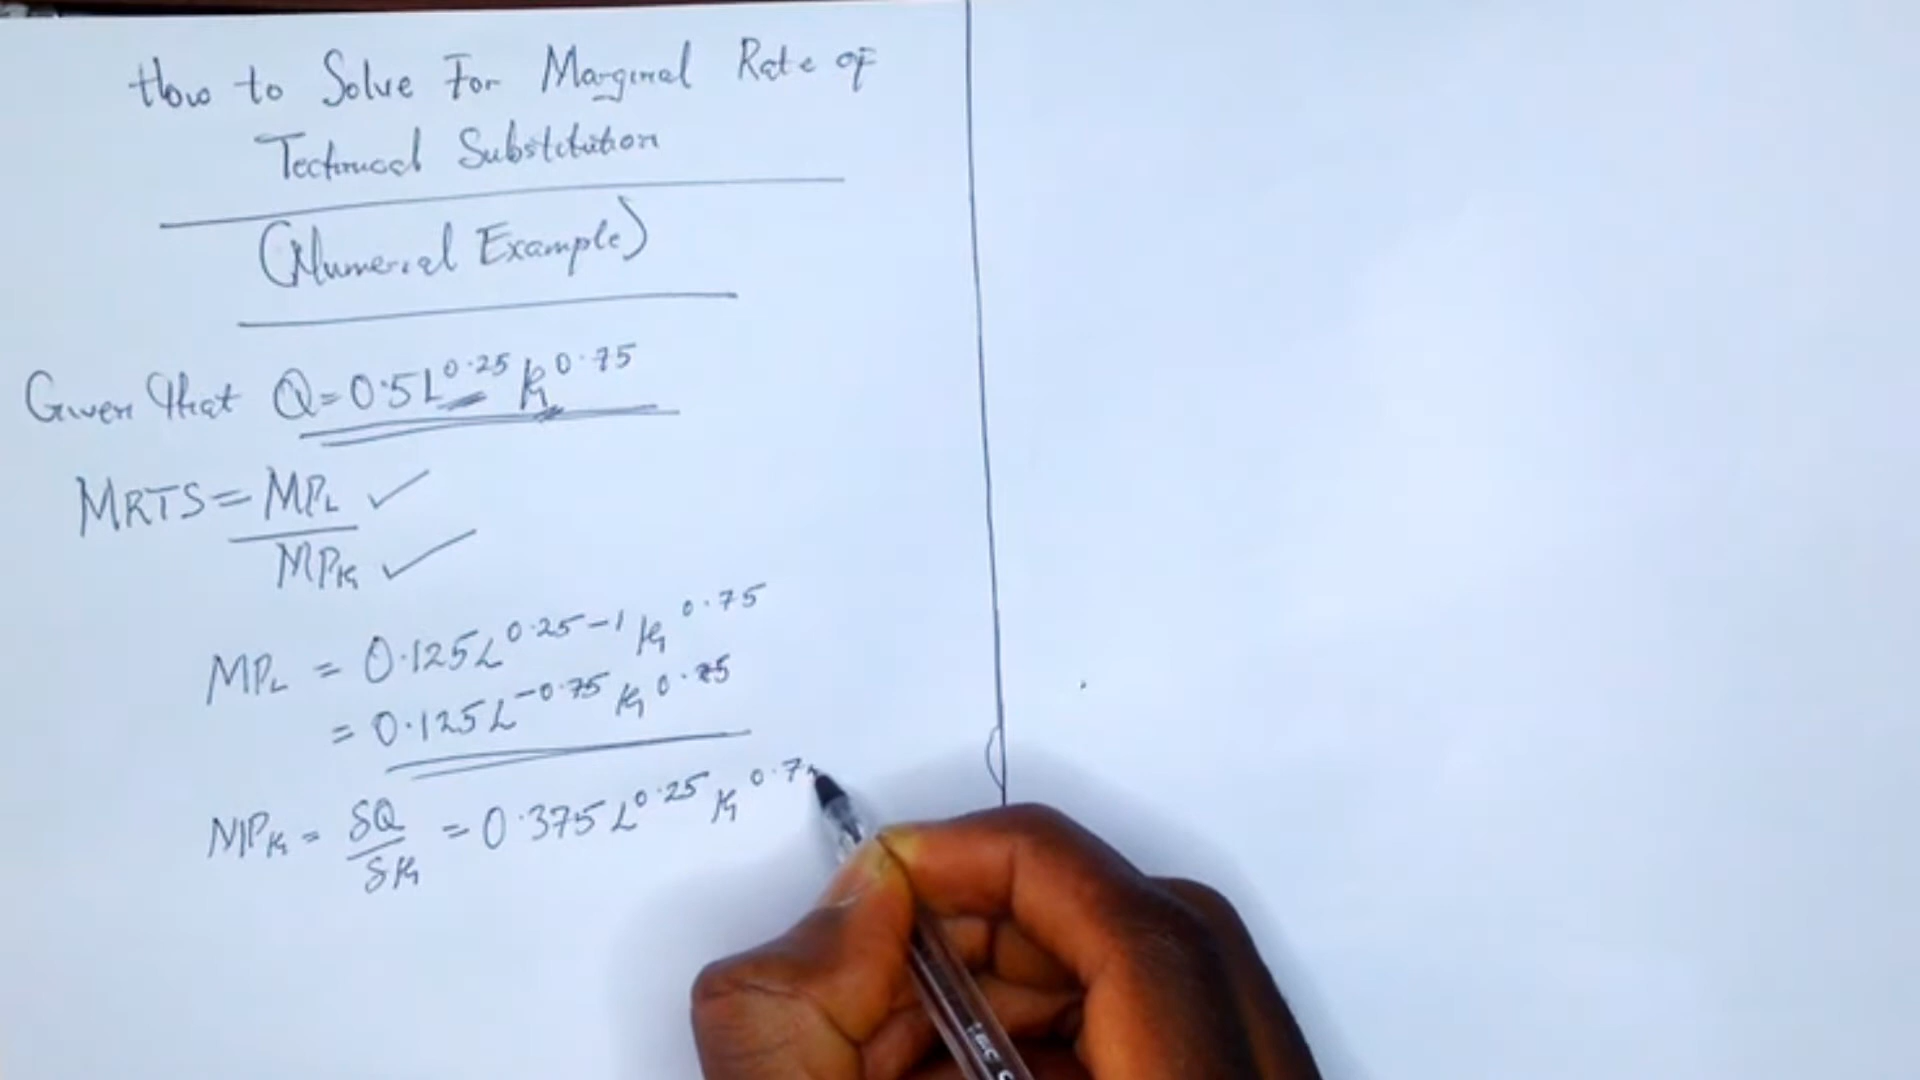 How to Solve For Marginal Rate of
Technical Substitution
(Numerical Example)
Given that Q=0.5L^0.25 K^0.75
MRTS = MPL ✓
MPK ✓
MPL = 0.125L^0.25-1 K^0.75
= 0.125L^-0.75 K^0.75
MPK = δQ/δK = 0.375L^0.25 K^0.7
BIC